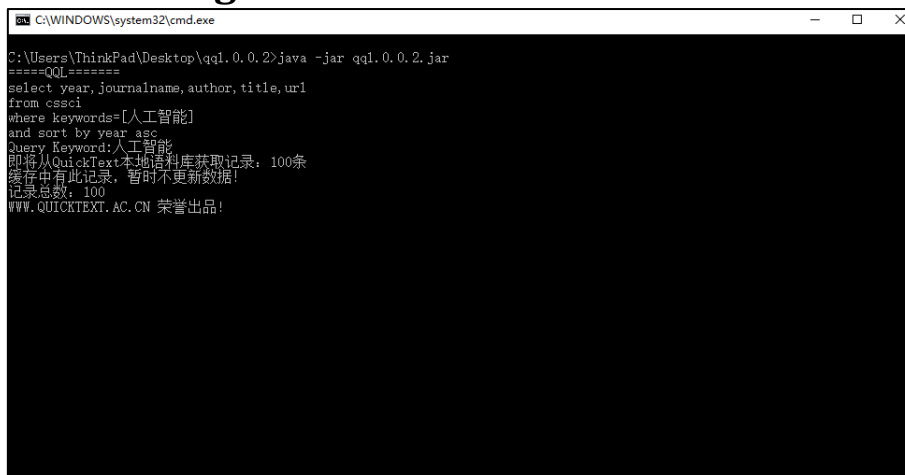 C:\WINDOWS\system32\cmd.exe
C:\Users\ThinkPad\Desktop\qql.0.0.2>java -jar qql.0.0.2.jar
=====QQL=======
select year,journalname,author,title,url
from cssci
where keywords=[人工智能]
and sort by year asc
Query Keyword:人工智能
即将从QuickText本地语料库获取记录：100条
缓存中有此记录，暂时不更新数据！
记录总数：100
WWW.QUICKTEXT.AC.CN 荣誉出品！